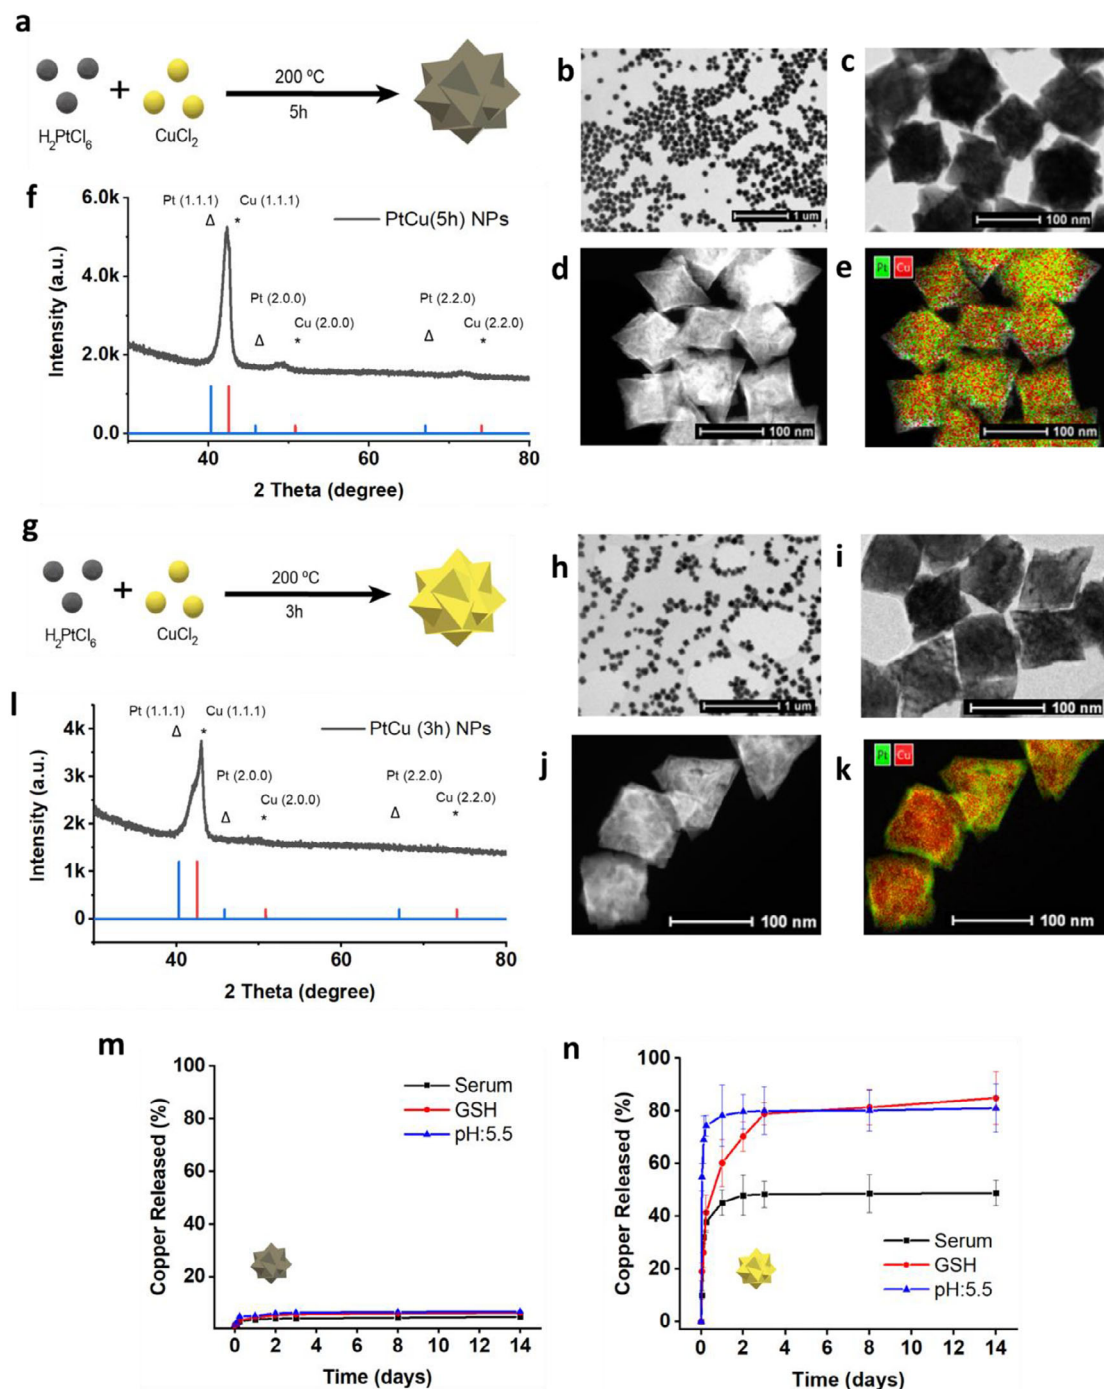 a
200 ºC
5h
H2PtCl6
+
CuCl2
b
1 um
c
100 nm
d
100 nm
e
Pt Cu
100 nm
f
6.0k
4.0k
2.0k
0.0
Intensity (a.u.)
Pt (1.1.1) Cu (1.1.1)
Δ *
PtCu(5h) NPs
Pt (2.0.0)
Cu (2.0.0)
Δ *
Pt (2.2.0)
Cu (2.2.0)
Δ *
40 60 80
2 Theta (degree)
g
200 ºC
3h
H2PtCl6
+
CuCl2
h
1 um
i
100 nm
j
100 nm
k
Pt Cu
100 nm
l
4k
3k
2k
1k
0
Intensity (a.u.)
Pt (1.1.1) Cu (1.1.1)
Δ *
PtCu (3h) NPs
Pt (2.0.0)
Cu (2.0.0)
Δ *
Pt (2.2.0)
Cu (2.2.0)
Δ *
40 60 80
2 Theta (degree)
m
100
80
60
40
20
Copper Released (%)
Serum
GSH
pH:5.5
0 2 4 6 8 10 12 14
Time (days)
n
100
80
60
40
20
0
Copper Released (%)
Serum
GSH
pH:5.5
0 2 4 6 8 10 12 14
Time (days)